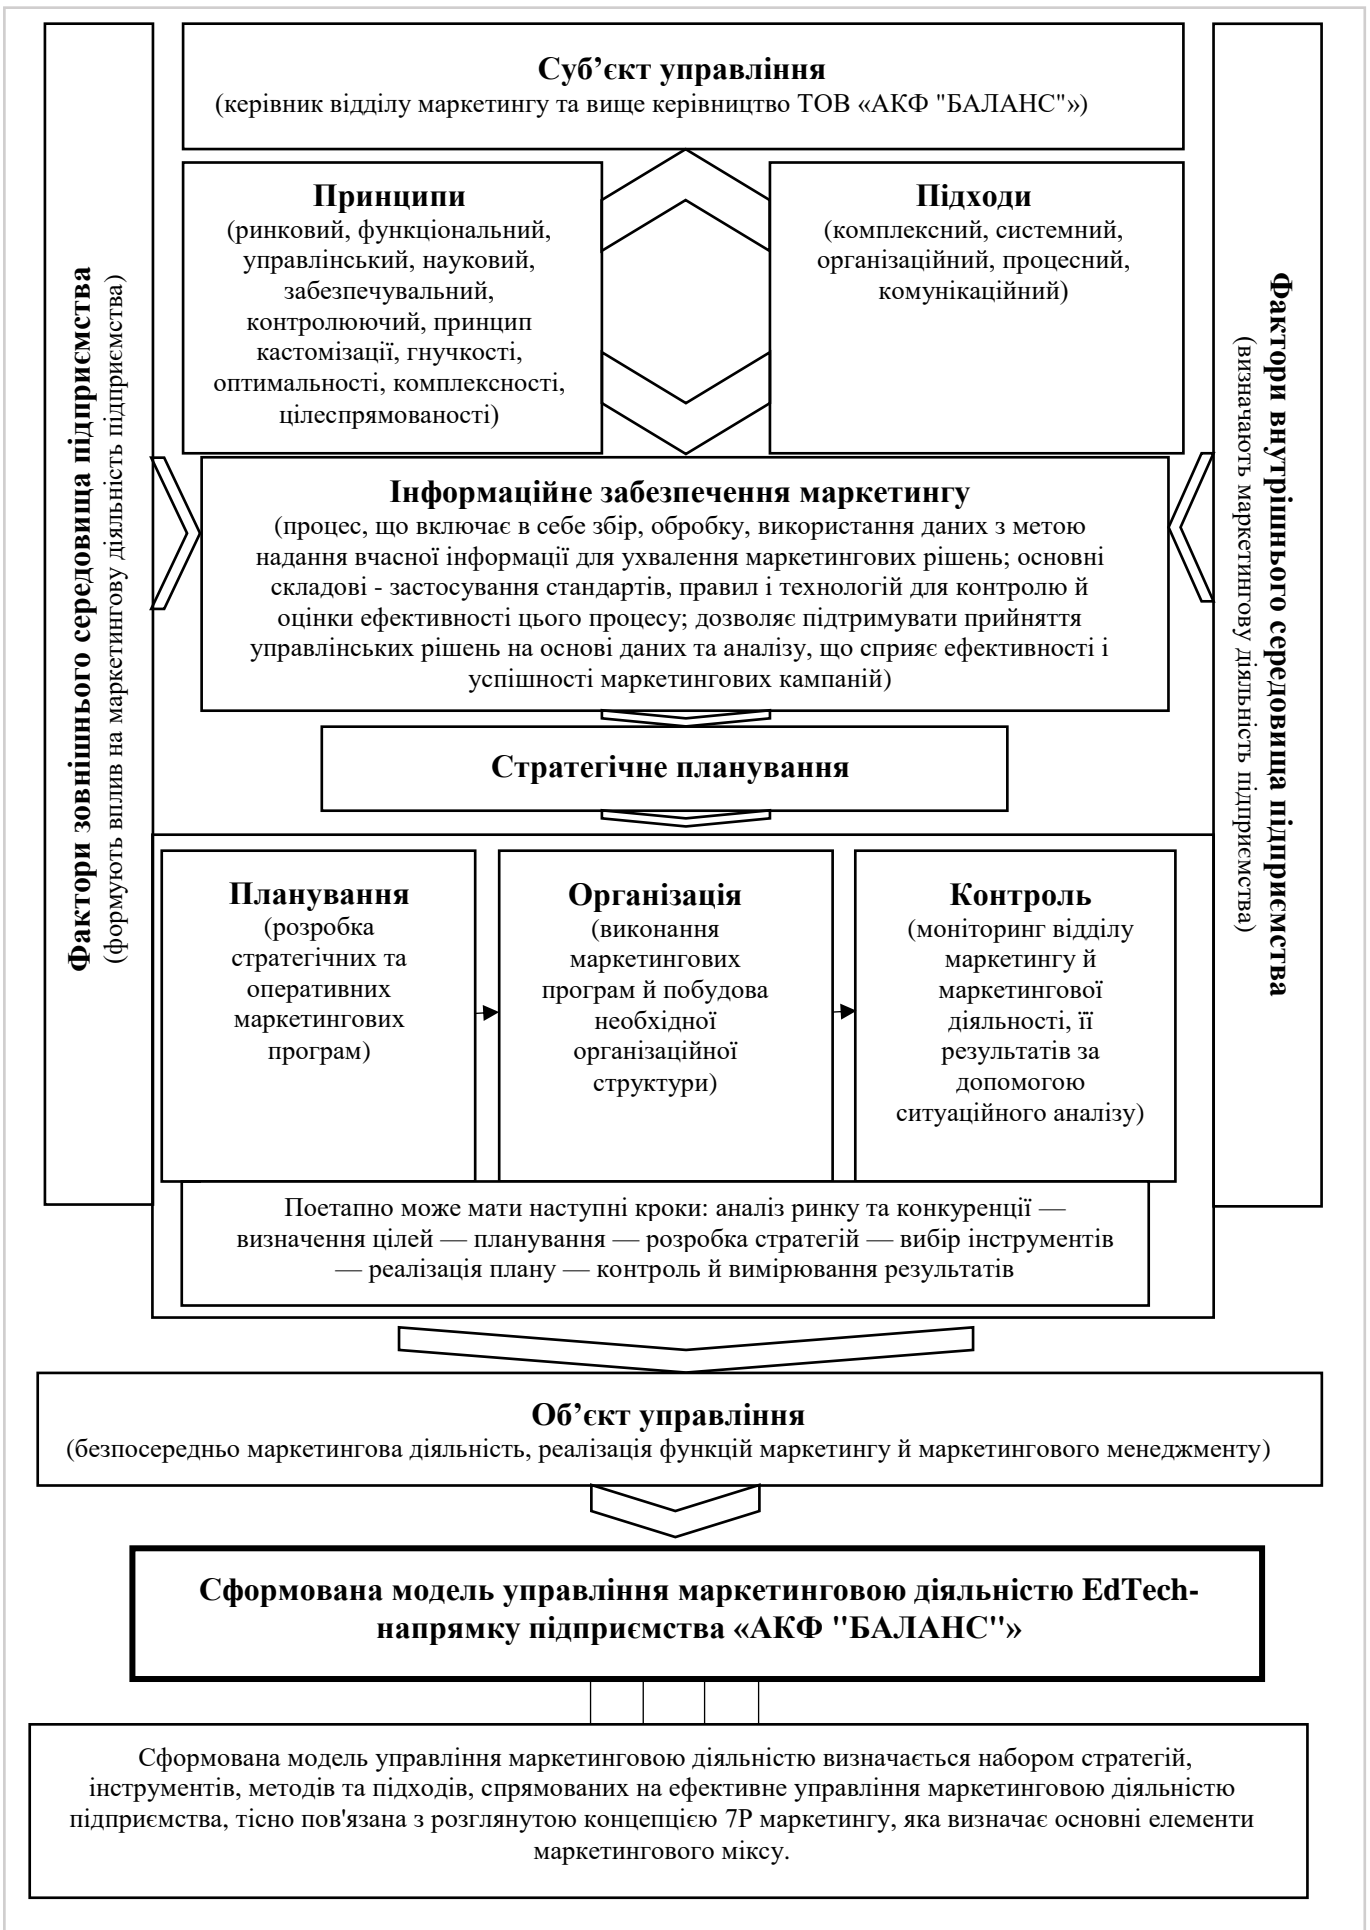 Суб’єкт управління
(керівник відділу маркетингу та вище керівництво ТОВ «АКФ "БАЛАНС"»)
Принципи
(ринковий, функціональний,
управлінський, науковий,
забезпечувальний,
контролюючий, принцип
кастомізації, гнучкості,
оптимальності, комплексності,
цілеспрямованості)
Підходи
(комплексний, системний,
організаційний, процесний,
комунікаційний)
Фактори зовнішнього середовища підприємства
(формують вплив на маркетингову діяльність підприємства)
Фактори внутрішнього середовища підприємства
(визначають маркетингову діяльність підприємства)
Інформаційне забезпечення маркетингу
(процес, що включає в себе збір, обробку, використання даних з метою
надання вчасної інформації для ухвалення маркетингових рішень; основні
складові - застосування стандартів, правил і технологій для контролю й
оцінки ефективності цього процесу; дозволяє підтримувати прийняття
управлінських рішень на основі даних та аналізу, що сприяє ефективності і
успішності маркетингових кампаній)
Стратегічне планування
Планування
(розробка
стратегічних та
оперативних
маркетингових
програм)
Організація
(виконання
маркетингових
програм й побудова
необхідної
організаційної
структури)
Контроль
(моніторинг відділу
маркетингу й
маркетингової
діяльності, її
результатів за
допомогою
ситуаційного аналізу)
Поетапно може мати наступні кроки: аналіз ринку та конкуренції —
визначення цілей — планування — розробка стратегій — вибір інструментів
— реалізація плану — контроль й вимірювання результатів
Об’єкт управління
(безпосередньо маркетингова діяльність, реалізація функцій маркетингу й маркетингового менеджменту)
Сформована модель управління маркетинговою діяльністю EdTech-
напрямку підприємства «АКФ "БАЛАНС"»
Сформована модель управління маркетинговою діяльністю визначається набором стратегій,
інструментів, методів та підходів, спрямованих на ефективне управління маркетинговою діяльністю
підприємства, тісно пов'язана з розглянутою концепцією 7P маркетингу, яка визначає основні елементи
маркетингового міксу.